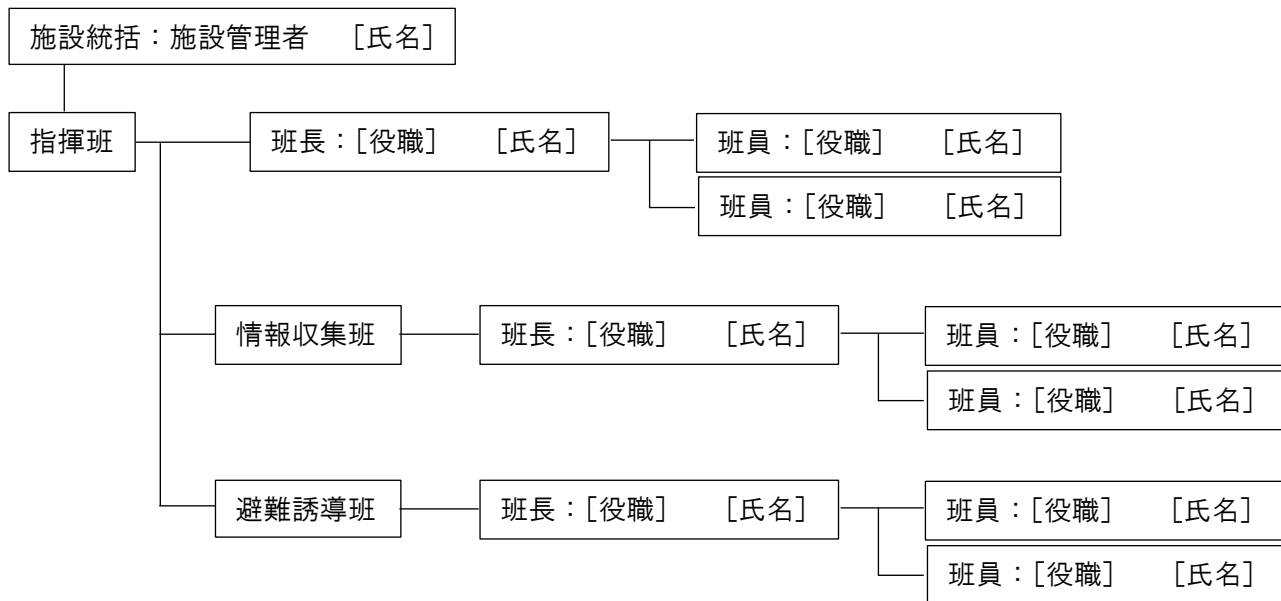 施設統括：施設管理者　［氏名］
指揮班
班長：［役職］　［氏名］
班員：［役職］　［氏名］
班員：［役職］　［氏名］
情報収集班
班長：［役職］　［氏名］
班員：［役職］　［氏名］
班員：［役職］　［氏名］
避難誘導班
班長：［役職］　［氏名］
班員：［役職］　［氏名］
班員：［役職］　［氏名］